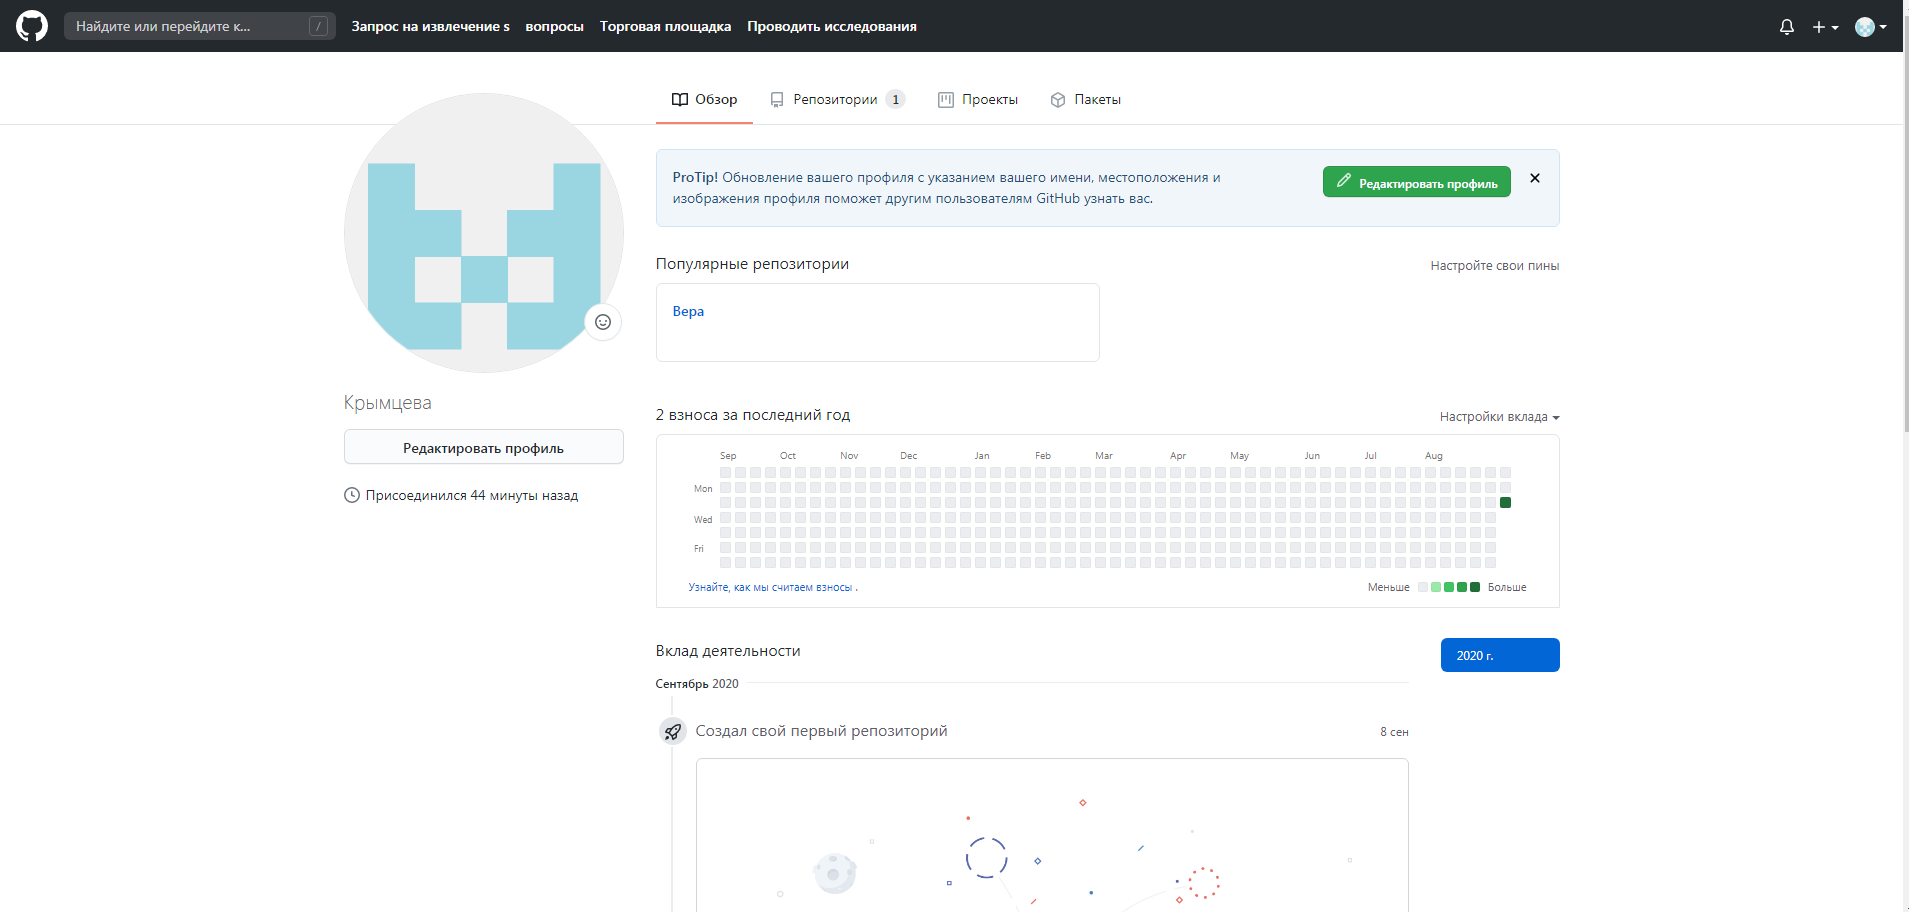 Найдите или перейдите к...
/
Запрос на извлечение s вопросы Торговая площадка Проводить исследования
Обзор
Репозитории 1
Проекты
Пакеты
ProTip! Обновление вашего профиля с указанием вашего имени, местоположения и
изображения профиля поможет другим пользователям GitHub узнать вас.
Редактировать профиль
Популярные репозитории
Настройте свои пины
Вера
Крымцева
Редактировать профиль
Присоединился 44 минуты назад
2 взноса за последний год
Настройки вклада
Sep Oct Nov Dec Jan Feb Mar Apr May Jun Jul Aug
Mon
Wed
Fri
Узнайте, как мы считаем взносы .
Меньше
Больше
Вклад деятельности
2020 г.
Сентябрь 2020
Создал свой первый репозиторий
8 сен